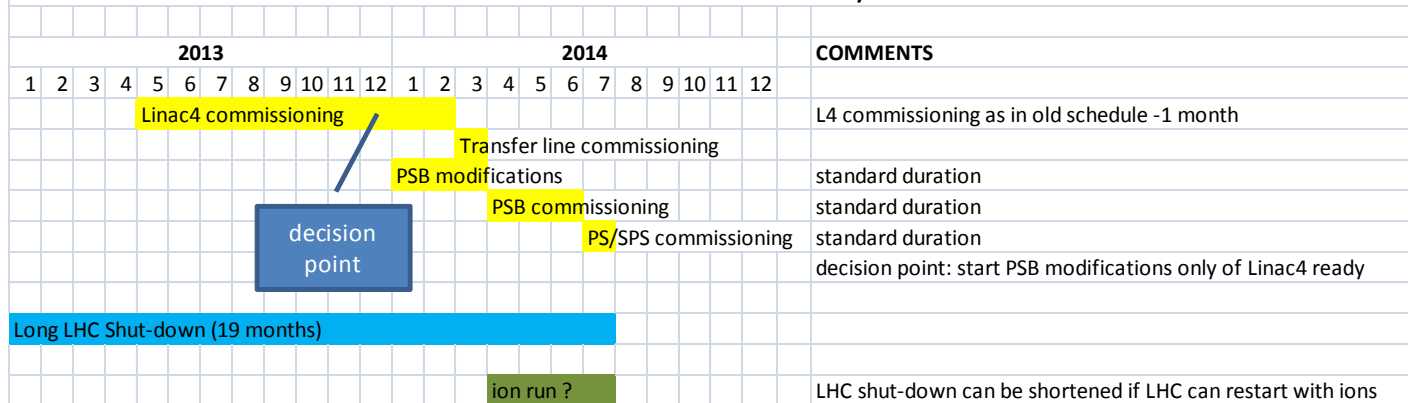 2013 2014 COMMENTS
1 2 3 4 5 6 7 8 9 10 11 12 1 2 3 4 5 6 7 8 9 10 11 12
Linac4 commissioning L4 commissioning as in old schedule -1 month
Transfer line commissioning
PSB modifications standard duration
PSB commissioning standard duration
PS/SPS commissioning standard duration
decision
point
decision point: start PSB modifications only of Linac4 ready
Long LHC Shut-down (19 months)
ion run ? LHC shut-down can be shortened if LHC can restart with ions